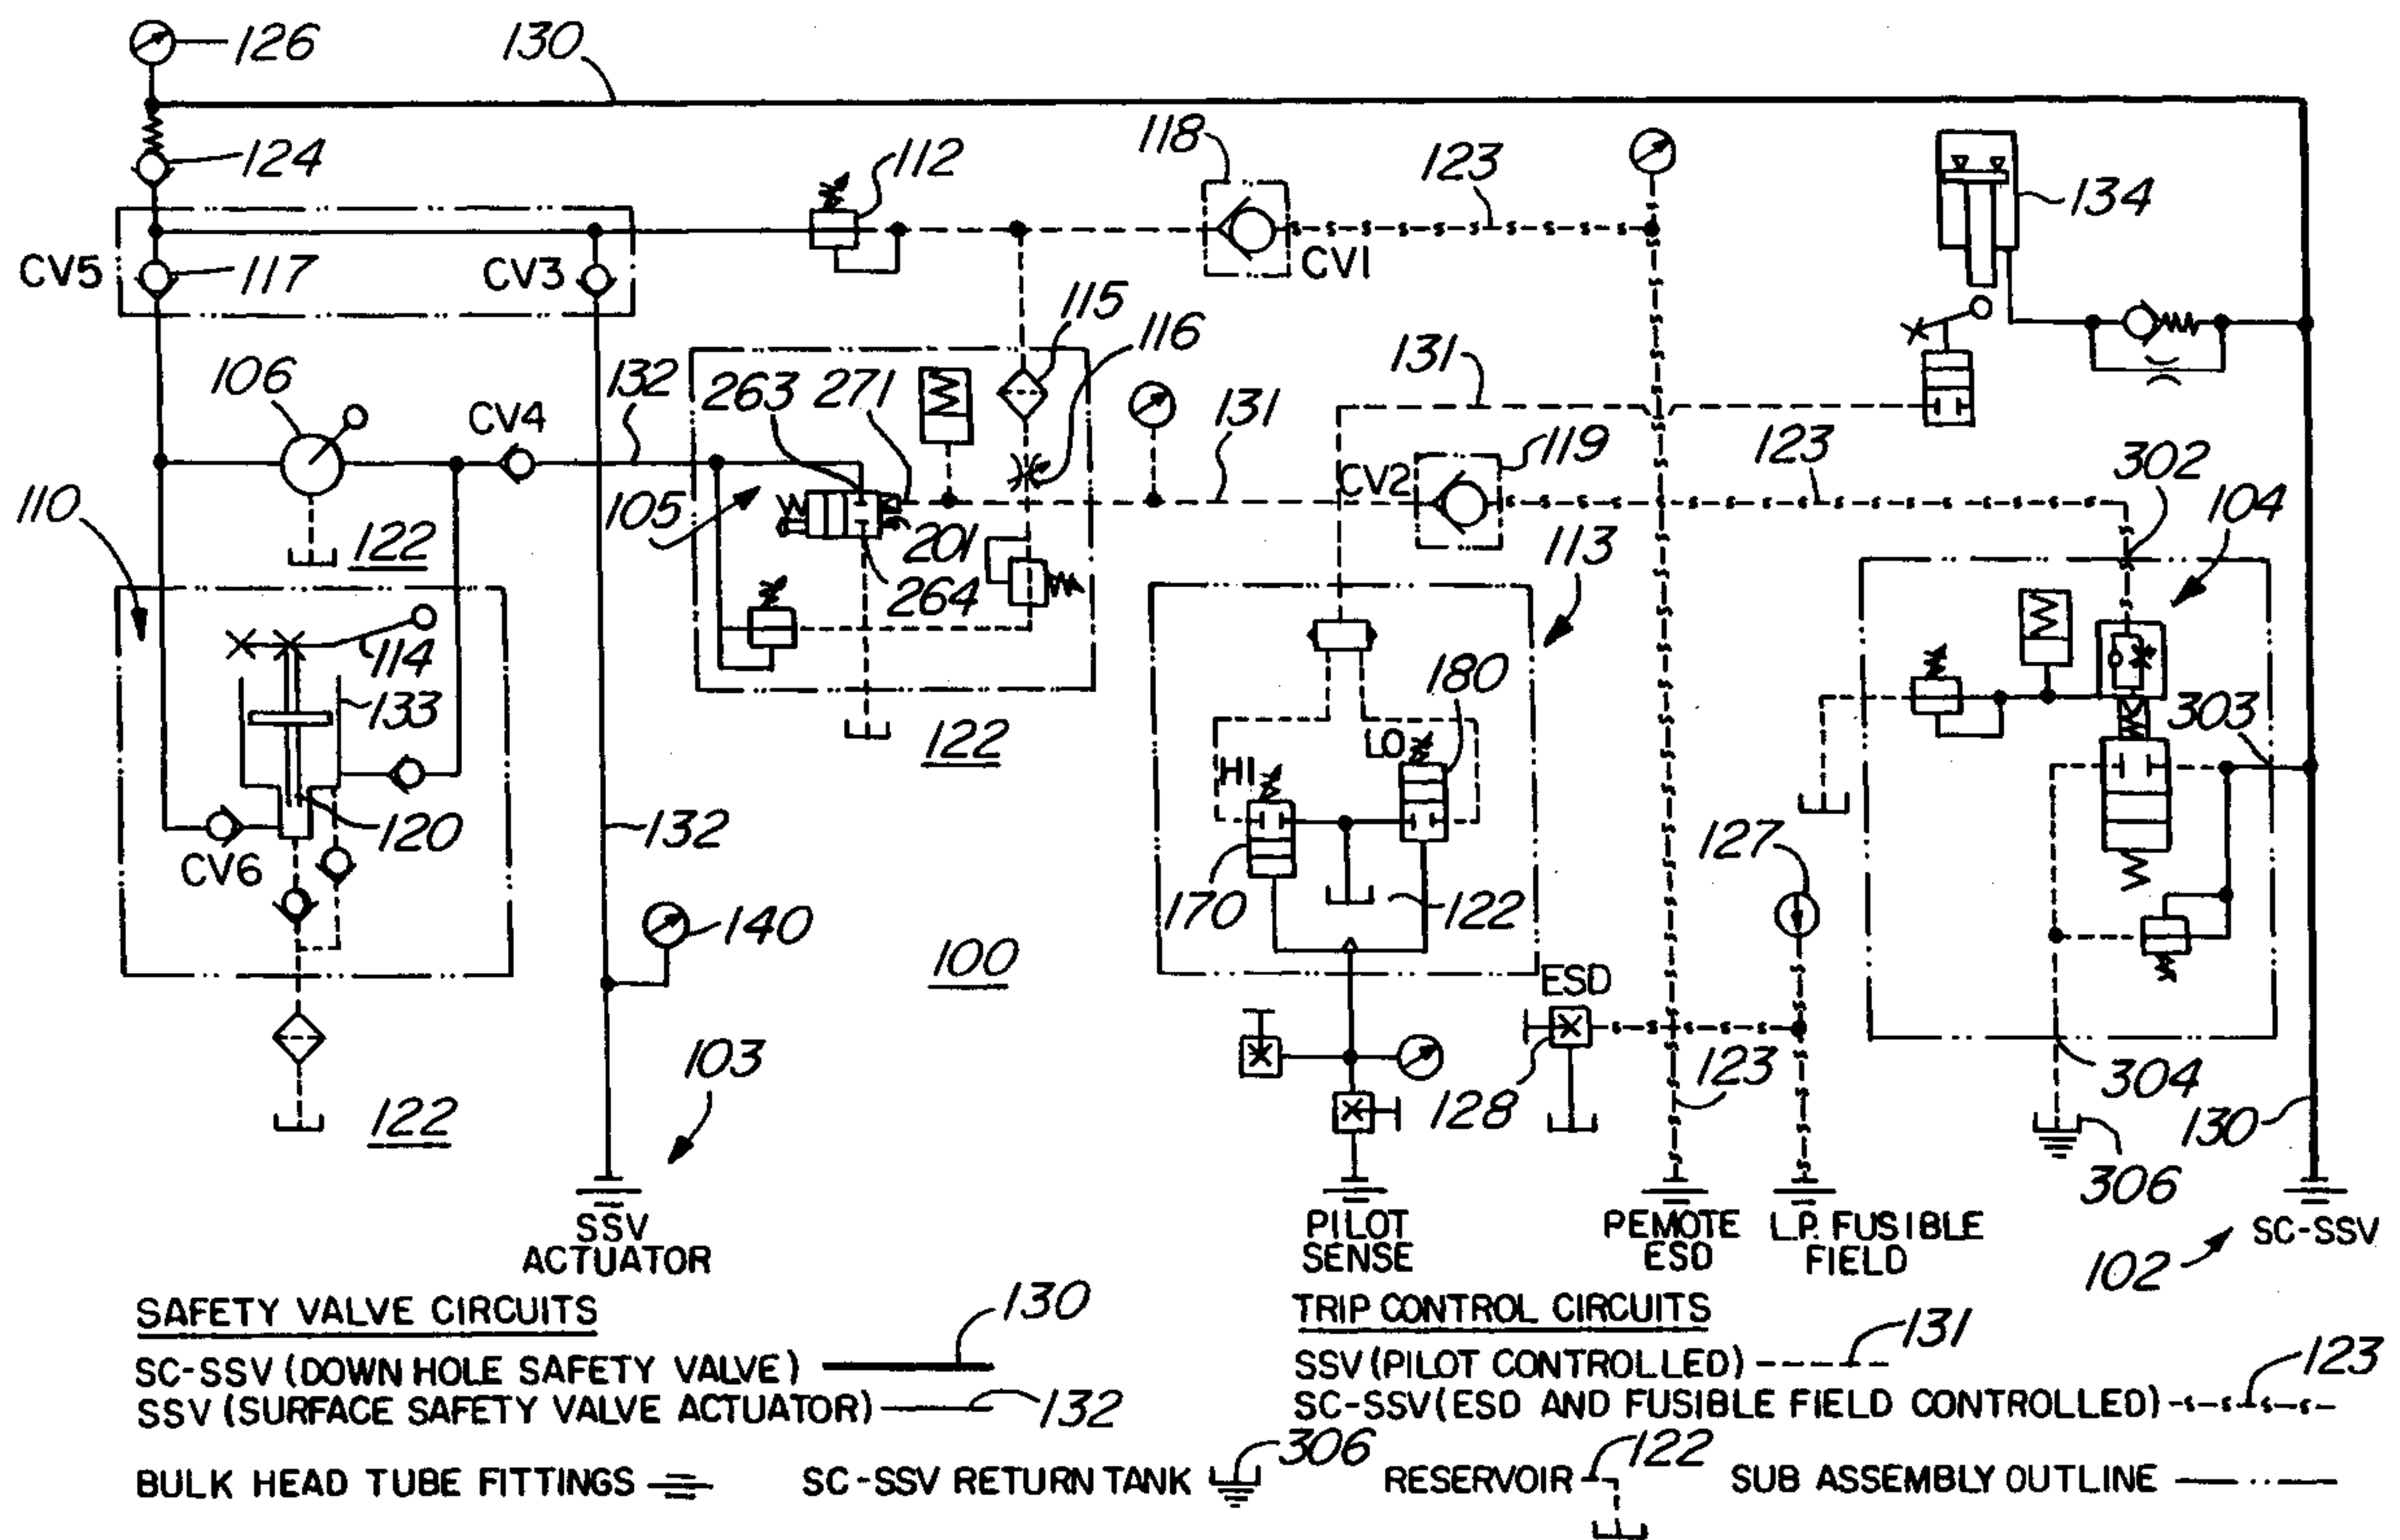 126
130
124
118
112
123
134
CV5
117
CV3
CV1
115
116
106
CV4
132
263
271
131
131
119
123
302
104
110
105
CV2
201
113
122
264
114
180
133
LO
303
HI
120
132
CV6
127
140
170
122
122
100
ESD
103
128
123
304
130
122
306
SSV
ACTUATOR
PILOT
SENSE
PEMOTE
ESD
L.P. FUSIBLE
FIELD
SC-SSV
102
SAFETY VALVE CIRCUITS
130
SC-SSV (DOWN HOLE SAFETY VALVE)
SSV (SURFACE SAFETY VALVE ACTUATOR)
132
TRIP CONTROL CIRCUITS
131
SSV (PILOT CONTROLLED)
123
SC-SSV (ESD AND FUSIBLE FIELD CONTROLLED)
BULK HEAD TUBE FITTINGS
SC-SSV RETURN TANK
306
RESERVOIR
122
SUB ASSEMBLY OUTLINE